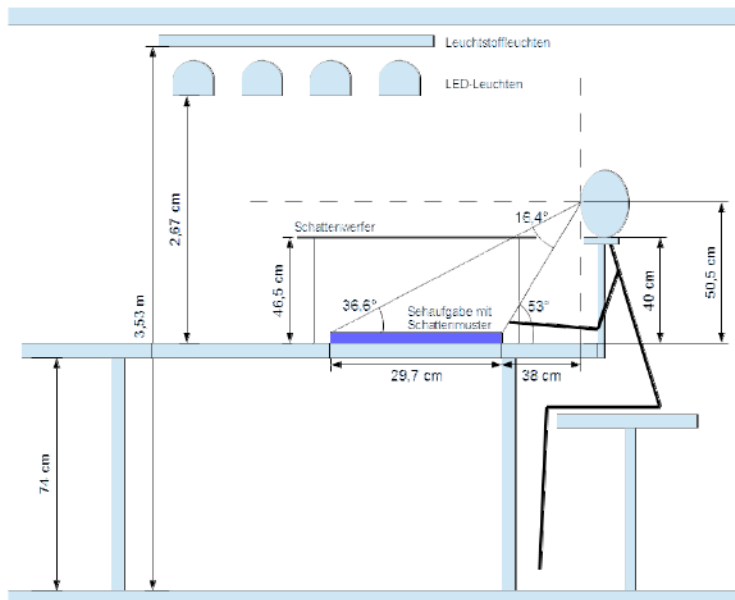 Leuchtstoffleuchten
LED-Leuchten
2,67 cm
3,53 m
16,4°
Schattenwerfer
46,5 cm
36,6°
Sehaufgabe mit
Schattenmuster
53°
40 cm
50,5 cm
29,7 cm
38 cm
74 cm